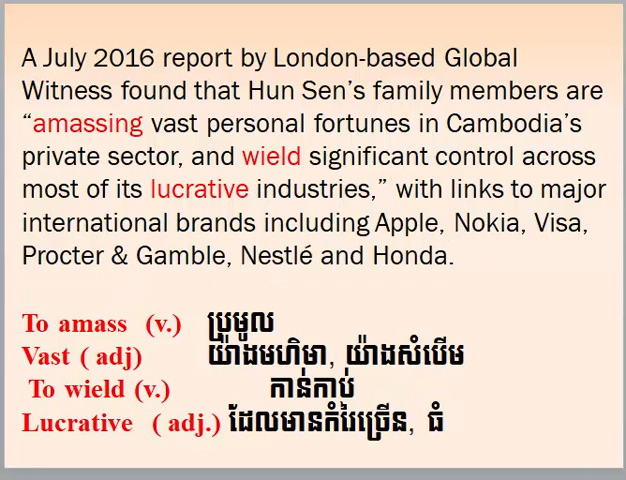 A July 2016 report by London-based Global
Witness found that Hun Sen’s family members are
“amassing vast personal fortunes in Cambodia’s
private sector, and wield significant control across
most of its lucrative industries,” with links to major
international brands including Apple, Nokia, Visa,
Procter & Gamble, Nestlé and Honda.
To amass (v.) ប្រមូល
Vast ( adj) យ៉ាងមហិមា, យ៉ាងសំបើម
To wield (v.) កាន់កាប់
Lucrative ( adj.) ដែលមានកំរៃច្រើន, ធំ